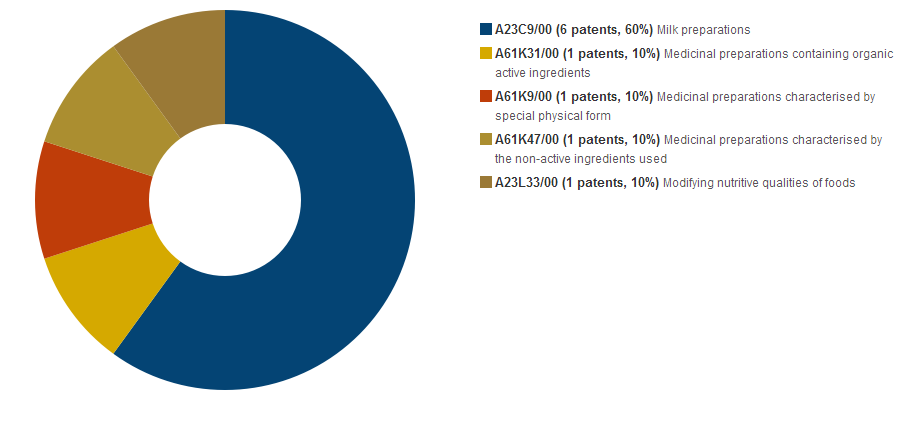 A23C9/00 (6 patents, 60%) Milk preparations
A61K31/00 (1 patents, 10%) Medicinal preparations containing organic
active ingredients
A61K9/00 (1 patents, 10%) Medicinal preparations characterised by
special physical form
A61K47/00 (1 patents, 10%) Medicinal preparations characterised by
the non-active ingredients used
A23L33/00 (1 patents, 10%) Modifying nutritive qualities of foods